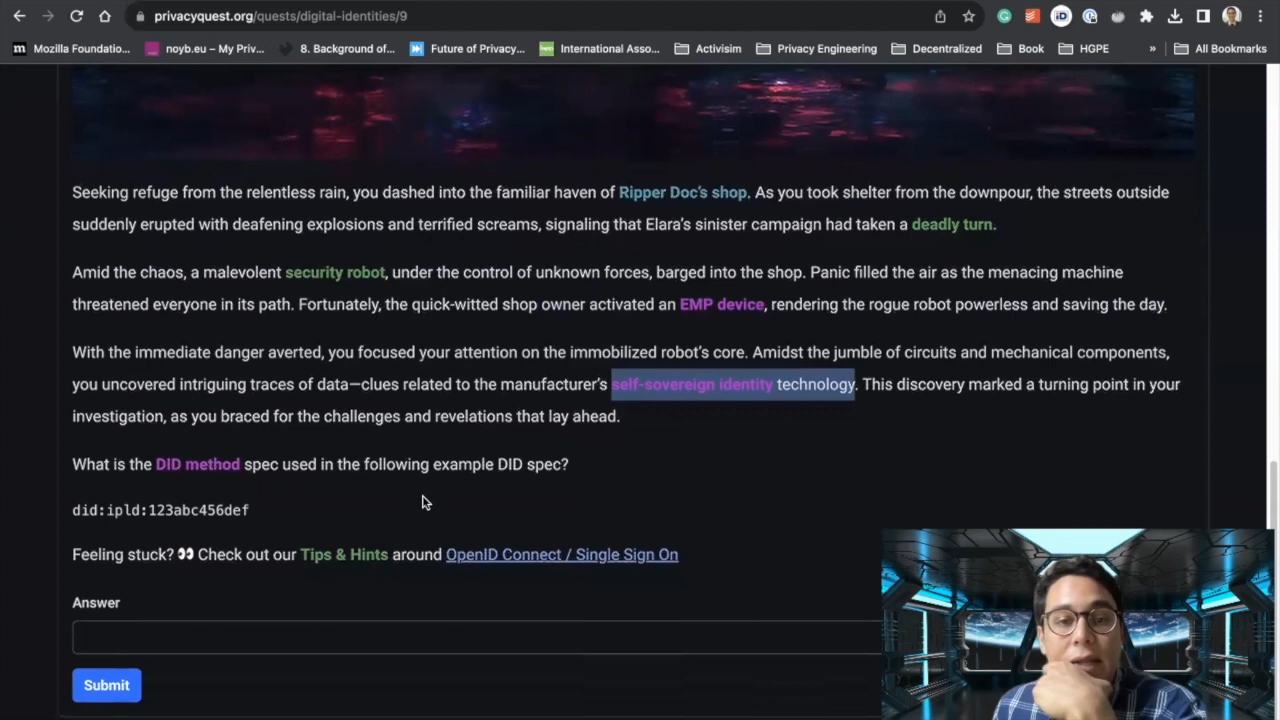 privacyquest.org/quests/digital-identities/9
Mozilla Foundatio... noyb.eu – My Priv... 8. Background of... Future of Privacy... International Asso... Activisim Privacy Engineering Decentralized Book HGPE » All Bookmarks
Seeking refuge from the relentless rain, you dashed into the familiar haven of Ripper Doc's shop. As you took shelter from the downpour, the streets outside
suddenly erupted with deafening explosions and terrified screams, signaling that Elara's sinister campaign had taken a deadly turn.
Amid the chaos, a malevolent security robot, under the control of unknown forces, barged into the shop. Panic filled the air as the menacing machine
threatened everyone in its path. Fortunately, the quick-witted shop owner activated an EMP device, rendering the rogue robot powerless and saving the day.
With the immediate danger averted, you focused your attention on the immobilized robot's core. Amidst the jumble of circuits and mechanical components,
you uncovered intriguing traces of data—clues related to the manufacturer's self-sovereign identity technology. This discovery marked a turning point in your
investigation, as you braced for the challenges and revelations that lay ahead.
What is the DID method spec used in the following example DID spec?
did:ipld:123abc456def
Feeling stuck? 👀 Check out our Tips & Hints around OpenID Connect / Single Sign On
Answer
Submit